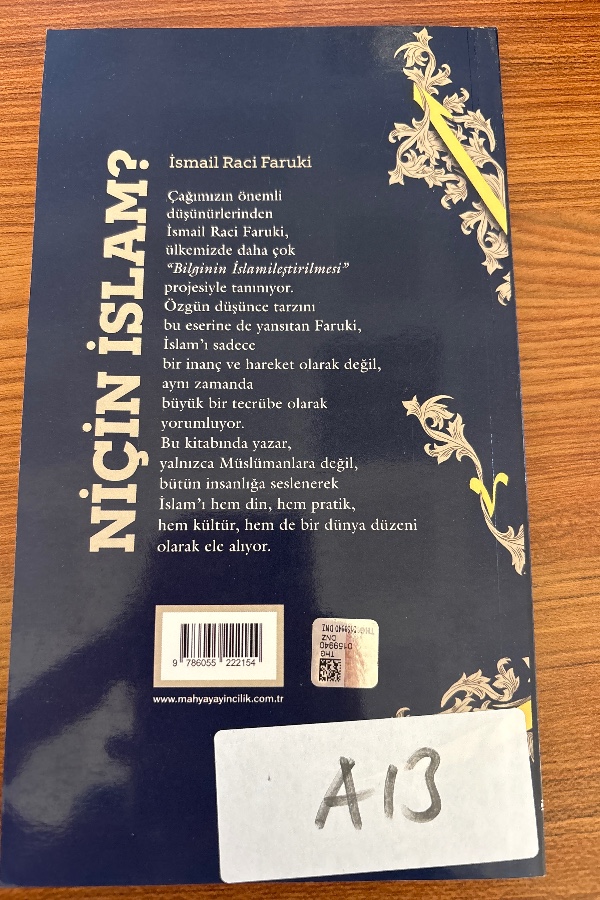 NİÇİN İSLAM?
İsmail Raci Faruki
Çağımızın önemli
düşünürlerinden
İsmail Raci Faruki,
ülkemizde daha çok
“Bilginin İslamileştirilmesi”
projesiyle tanınıyor.
Özgün düşünce tarzını
bu eserine de yansıtan Faruki,
İslam’ı sadece
bir inanç ve hareket olarak değil,
aynı zamanda
büyük bir tecrübe olarak
yorumluyor.
Bu kitabında yazar,
yalnızca Müslümanlara değil,
bütün insanlığa seslenerek
İslam’ı hem din, hem pratik,
hem kültür, hem de bir dünya düzeni
olarak ele alıyor.
9 786055 222154
www.mahyayayincilik.com.tr
THG
DNZ
0159940
A13